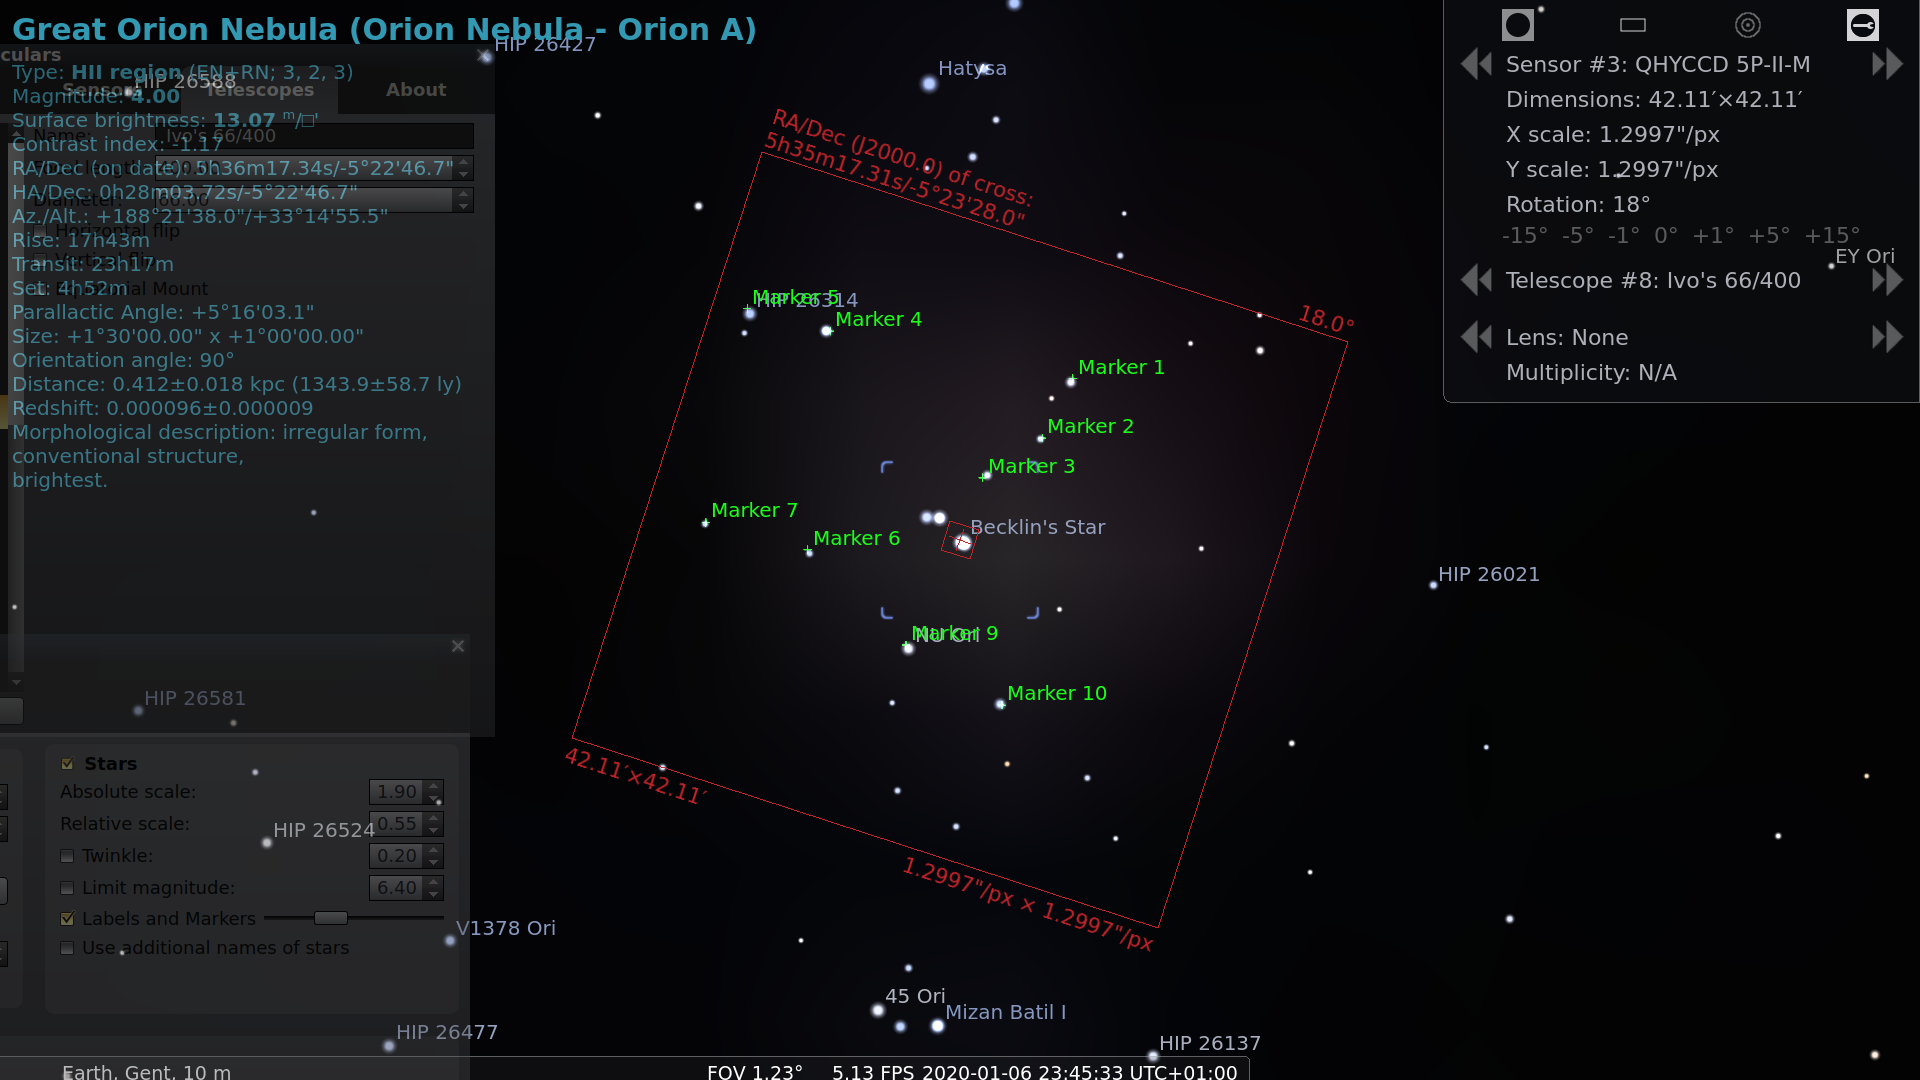 Great Orion Nebula (Orion Nebula - Orion A)
culars
HIP 26427
Type: HII region (EN+RN; 3, 2, 3)
HIP 26588
Telescopes
About
Magnitude: 4.00
Surface brightness: 13.07 m/□'
Name:
Ivo's 66/400
Contrast index: -1.17
RA/Dec (on date): 5h36m17.34s/-5°22'46.7"
HA/Dec: 0h28m03.72s/-5°22'46.7"
Diameter:
66.00
Az./Alt.: +188°21'38.0"/+33°14'55.5"
Horizontal flip
Rise: 17h43m
Transit: 23h17m
Vertical flip
Set: 4h52m
Equatorial Mount
Parallactic Angle: +5°16'03.1"
Size: +1°30'00.00" x +1°00'00.00"
Orientation angle: 90°
Distance: 0.412±0.018 kpc (1343.9±58.7 ly)
Redshift: 0.000096±0.000009
Morphological description: irregular form,
conventional structure,
brightest.
Hatysa
RA/Dec (J2000.0) of cross:
5h35m17.31s/-5°23'28.0"
18.0°
Marker 5
HIP 26314
Marker 4
Marker 1
Marker 2
Marker 3
Marker 7
Marker 6
Becklin's Star
Marker 9
NU Ori
Marker 10
42.11′×42.11′
1.2997"/px × 1.2997"/px
Sensor #3: QHYCCD 5P-II-M
Dimensions: 42.11′×42.11′
X scale: 1.2997"/px
Y scale: 1.2997"/px
Rotation: 18°
-15° -5° -1° 0° +1° +5° +15°
EY Ori
Telescope #8: Ivo's 66/400
Lens: None
Multiplicity: N/A
HIP 26021
HIP 26581
Stars
Absolute scale: 1.90
Relative scale: 0.55
HIP 26524
Twinkle: 0.20
Limit magnitude: 6.40
Labels and Markers
V1378 Ori
Use additional names of stars
45 Ori
Mizan Batil I
HIP 26477
HIP 26137
Earth, Gent, 10 m
FOV 1.23° 5.13 FPS 2020-01-06 23:45:33 UTC+01:00